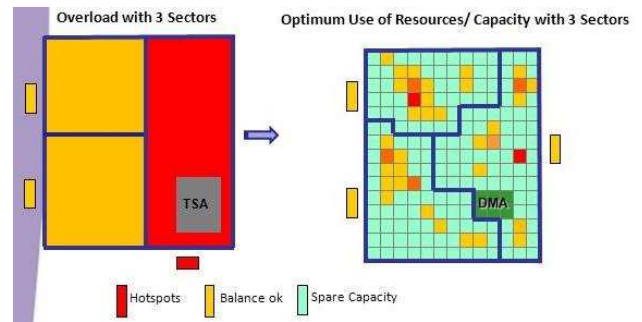 Overload with 3 Sectors
Optimum Use of Resources/ Capacity with 3 Sectors
TSA
DMA
Hotspots
Balance ok
Spare Capacity